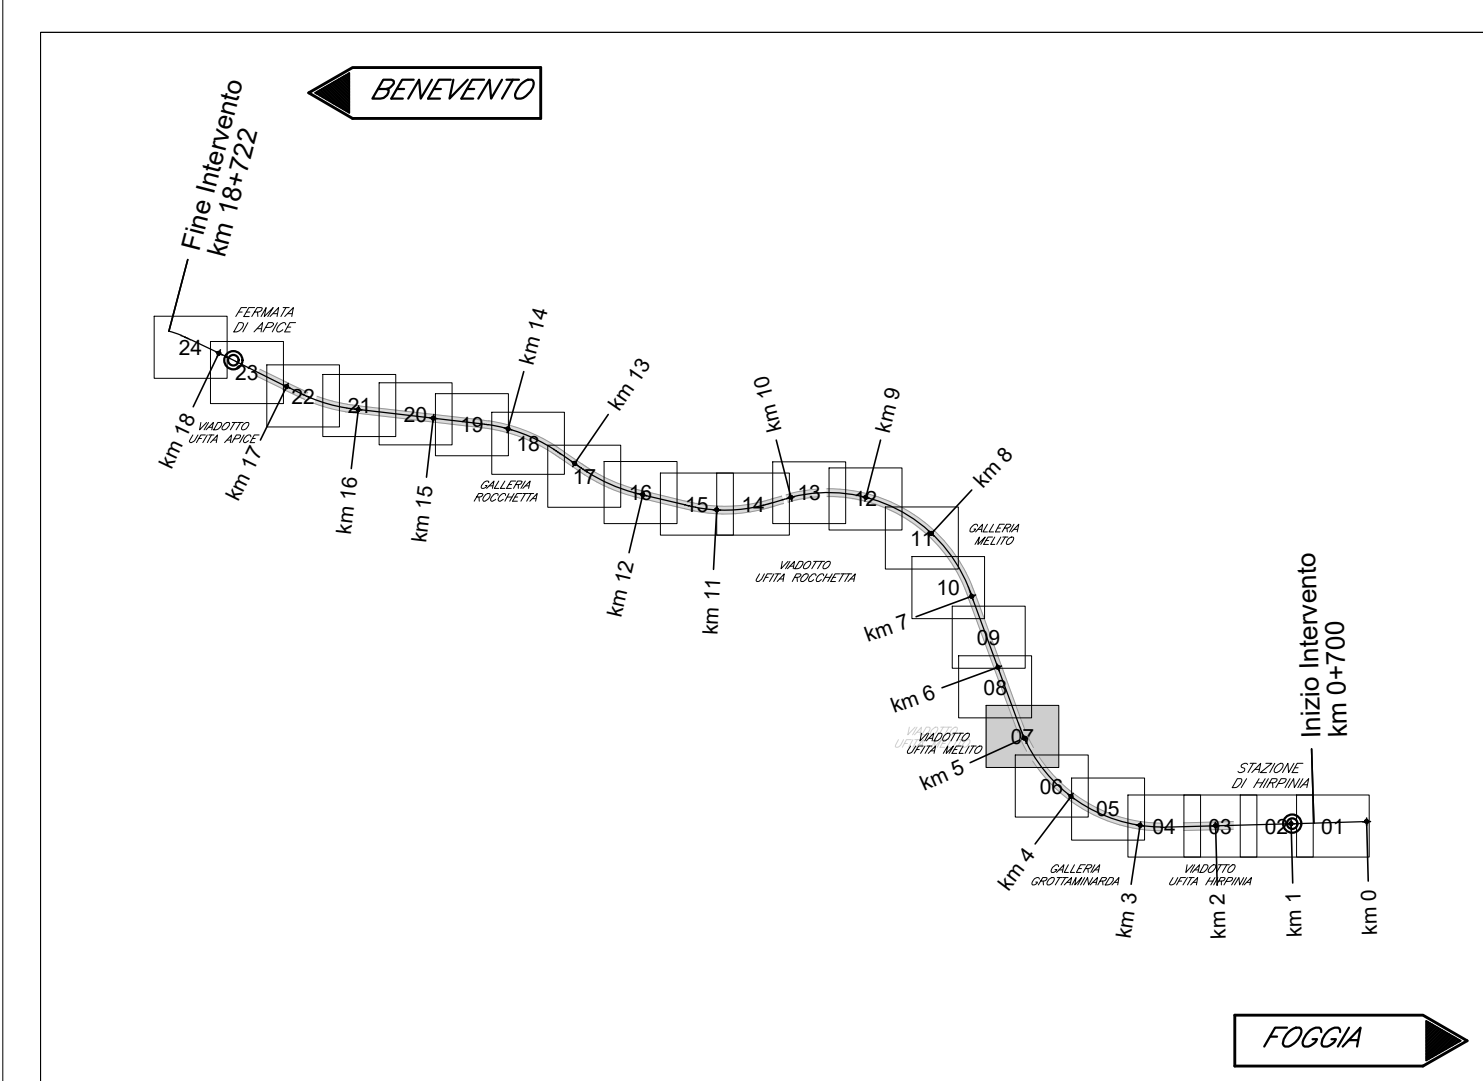 BENEVENTO
Fine Intervento
km 18+722
FERMATA
DI APICE
24
23
22
21
20
19
18
17
16
15
14
13
12
11
10
09
08
07
06
05
04
03
02
01
km 18
VIADOTTO
UFITA APICE
km 17
km 16
km 15
km 14
GALLERIA
ROCCHETTA
km 13
km 12
km 11
km 10
VIADOTTO
UFITA ROCCHETTA
km 9
km 8
GALLERIA
MELITO
km 7
km 6
VIADOTTO
UFITA MELITO
km 5
km 4
GALLERIA
GROTTAMINARDA
km 3
VIADOTTO
UFITA HIRPINIA
km 2
STAZIONE
DI HIRPINIA
km 1
km 0
Inizio Intervento
km 0+700
FOGGIA